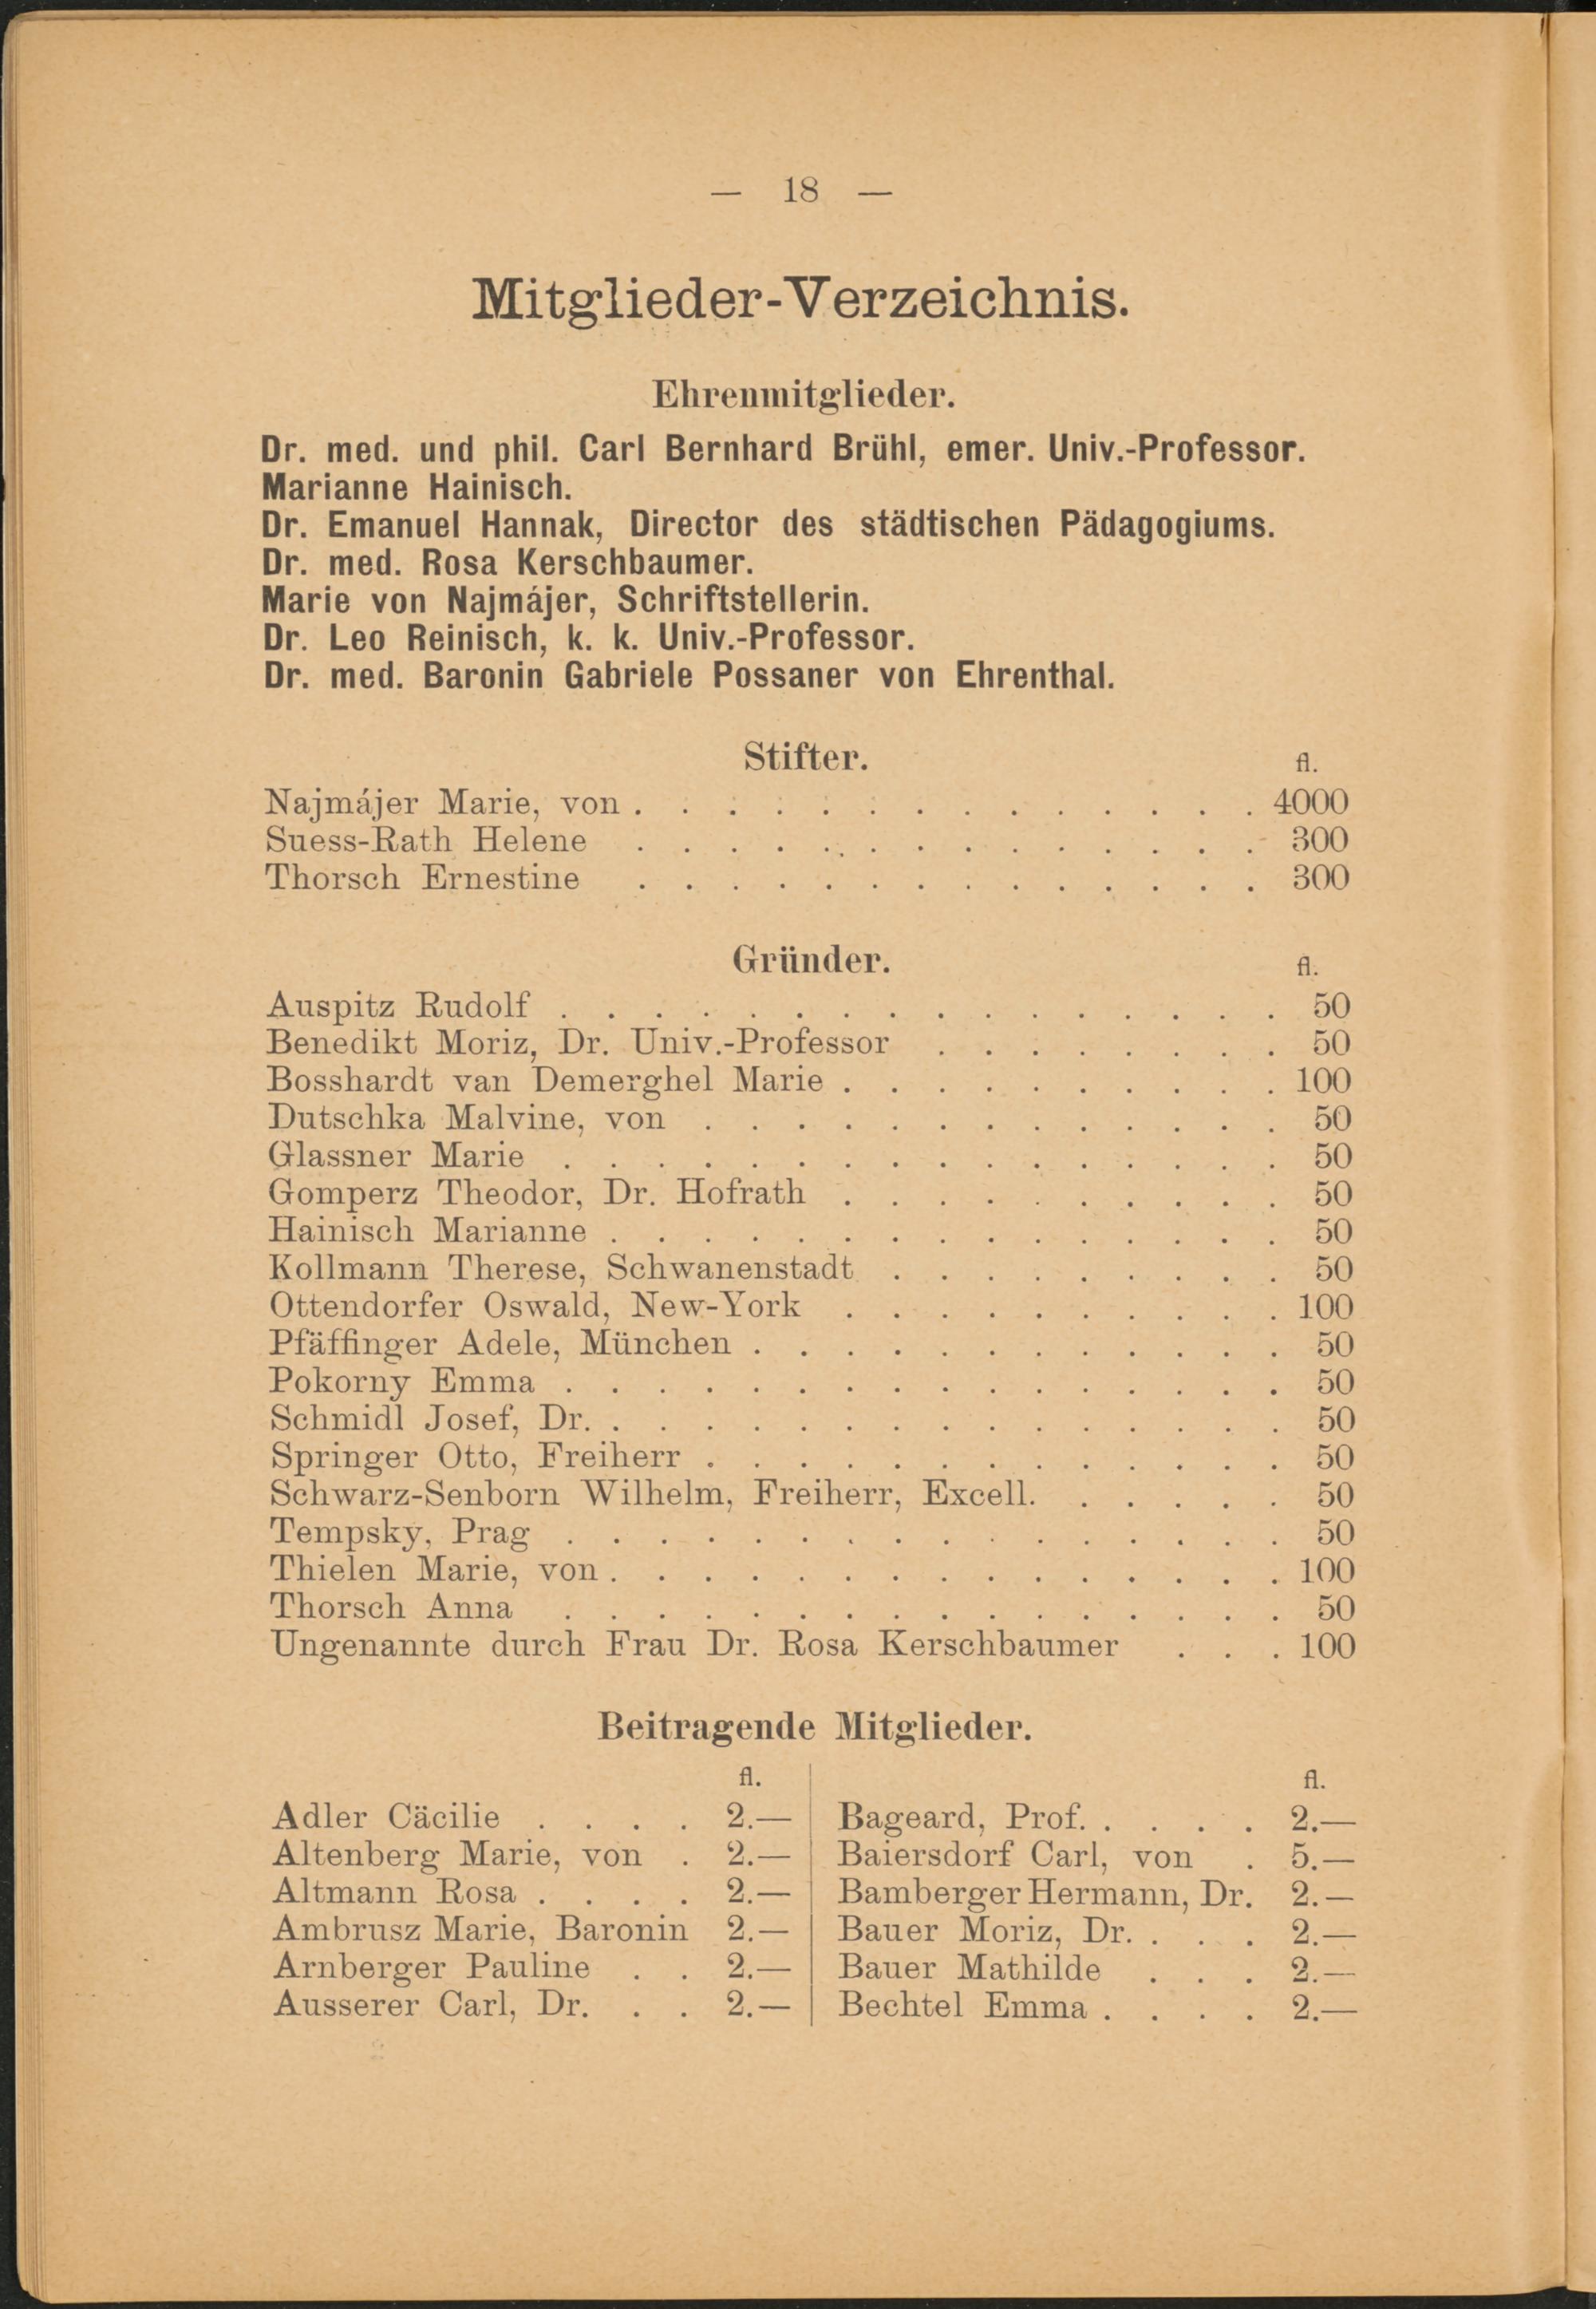 — 18 —
Mitglieder-Verzeichnis.
Ehrenmitglieder.
Dr. med. und phil. Carl Bernhard Brühl, emer. Univ.-Professor.
Marianne Hainisch.
Dr. Emanuel Hannak, Director des städtischen Pädagogiums.
Dr. med. Rosa Kerschbaumer.
Marie von Najmájer, Schriftstellerin.
Dr. Leo Reinisch, k. k. Univ.-Professor.
Dr. med. Baronin Gabriele Possaner von Ehrenthal.
Stifter. fl.
Najmájer Marie, von . . . . . . . . . . . . . . 4000
Suess-Rath Helene . . . . . . . . . . . . . . 300
Thorsch Ernestine . . . . . . . . . . . . . . 300
Gründer. fl.
Auspitz Rudolf . . . . . . . . . . . . . . . . 50
Benedikt Moriz, Dr. Univ.-Professor . . . . . . . . 50
Bosshardt van Demerghel Marie . . . . . . . . . . 100
Dutschka Malvine, von . . . . . . . . . . . . . 50
Glassner Marie . . . . . . . . . . . . . . . . 50
Gomperz Theodor, Dr. Hofrath . . . . . . . . . . 50
Hainisch Marianne . . . . . . . . . . . . . . . 50
Kollmann Therese, Schwanenstadt . . . . . . . . . 50
Ottendorfer Oswald, New-York . . . . . . . . . . 100
Pfäffinger Adele, München . . . . . . . . . . . . 50
Pokorny Emma . . . . . . . . . . . . . . . . 50
Schmidl Josef, Dr. . . . . . . . . . . . . . . . 50
Springer Otto, Freiherr . . . . . . . . . . . . . 50
Schwarz-Senborn Wilhelm, Freiherr, Excell. . . . . . 50
Tempsky, Prag . . . . . . . . . . . . . . . . 50
Thielen Marie, von . . . . . . . . . . . . . . . 100
Thorsch Anna . . . . . . . . . . . . . . . . 50
Ungenannte durch Frau Dr. Rosa Kerschbaumer . . . 100
Beitragende Mitglieder.
fl.
Adler Cäcilie . . . . 2.—
Altenberg Marie, von . 2.—
Altmann Rosa . . . . 2.—
Ambrusz Marie, Baronin 2.—
Arnberger Pauline . . 2.—
Ausserer Carl, Dr. . . 2.—
fl.
Bageard, Prof. . . . . 2.—
Baiersdorf Carl, von . 5.—
Bamberger Hermann, Dr. 2.—
Bauer Moriz, Dr. . . . 2.—
Bauer Mathilde . . . 2.—
Bechtel Emma . . . . 2.—